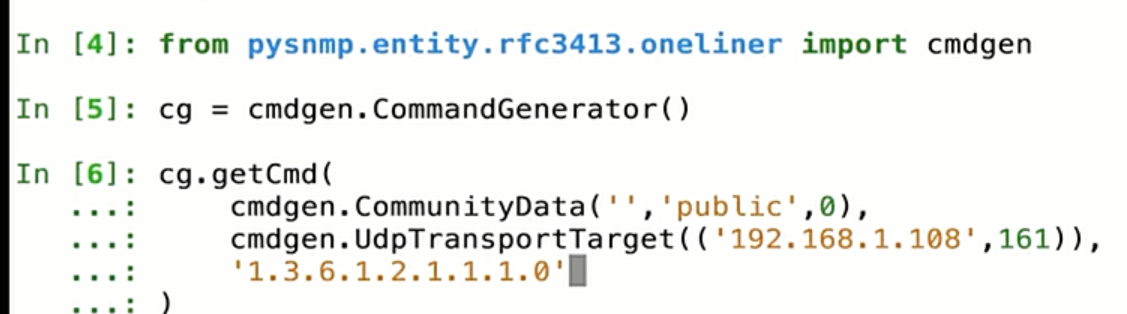 In [4]: from pysnmp.entity.rfc3413.oneliner import cmdgen
In [5]: cg = cmdgen.CommandGenerator()
In [6]: cg.getCmd(
...: cmdgen.CommunityData('','public',0),
...: cmdgen.UdpTransportTarget(('192.168.1.108',161)),
...: '1.3.6.1.2.1.1.1.0'
...: )